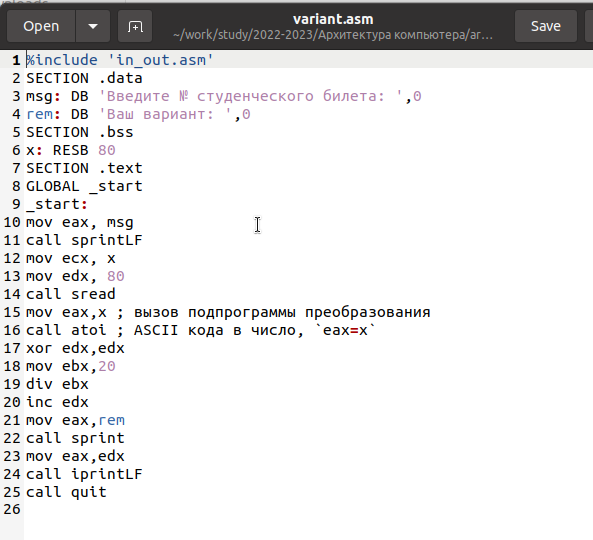 Open
variant.asm
~/work/study/2022-2023/Архитектура компьютера/ar…
Save
1 %include 'in_out.asm'
2 SECTION .data
3 msg: DB 'Введите № студенческого билета: ',0
4 rem: DB 'Ваш вариант: ',0
5 SECTION .bss
6 x: RESB 80
7 SECTION .text
8 GLOBAL _start
9 _start:
10 mov eax, msg
11 call sprintLF
12 mov ecx, x
13 mov edx, 80
14 call sread
15 mov eax,x ; вызов подпрограммы преобразования
16 call atoi ; ASCII кода в число, `eax=x`
17 xor edx,edx
18 mov ebx,20
19 div ebx
20 inc edx
21 mov eax,rem
22 call sprint
23 mov eax,edx
24 call iprintLF
25 call quit
26